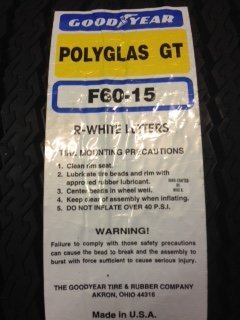 GOODYEAR
POLYGLAS GT
F60-15
R-WHITE LETTERS
TIRE MOUNTING PRECAUTIONS
1. Clean rim seat.
2. Lubricate tire beads and rim with
approved rubber lubricant.
3. Center beads in wheel well.
4. Keep clear of assembly when inflating.
5. DO NOT INFLATE OVER 40 P.S.I.
WARNING!
Failure to comply with those safety precautions
can cause the bead to break and the assembly to
burst with force sufficient to cause serious injury.
THE GOODYEAR TIRE & RUBBER COMPANY
AKRON, OHIO 44316
Made in U.S.A.